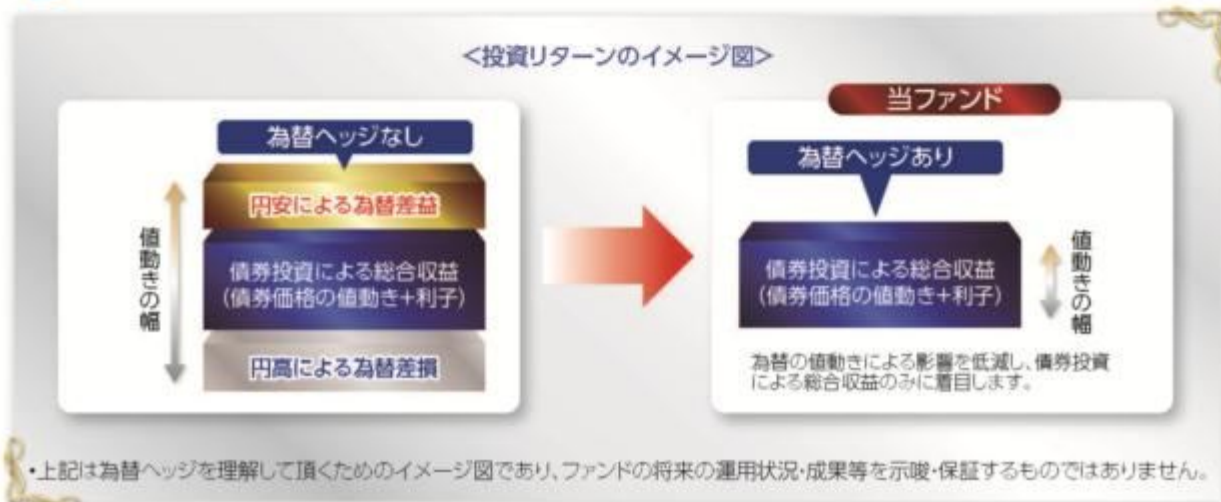 <投資リターンのイメージ図>
為替ヘッジなし
円安による為替差益
債券投資による総合収益
(債券価格の値動き+利子)
円高による為替差損
値動きの幅
当ファンド
為替ヘッジあり
債券投資による総合収益
(債券価格の値動き+利子)
値動きの幅
為替の値動きによる影響を低減し、債券投資
による総合収益のみに着目します。
・上記は為替ヘッジを理解して頂くためのイメージ図であり、ファンドの将来の運用状況・成果等を示唆・保証するものではありません。